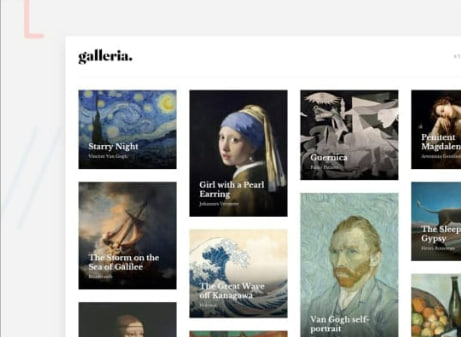 galleria.
Starry Night
Vincent Van Gogh
Girl with a Pearl
Earring
Johannes Vermeer
Guernica
Pablo Picasso
Penitent
Magdalen
Artemisia Gentileschi
The Storm on the
Sea of Galilee
Rembrandt
The Great Wave
off Kanagawa
Hokusai
Van Gogh self-
portrait
The Sleep
Gypsy
Henri Rousseau